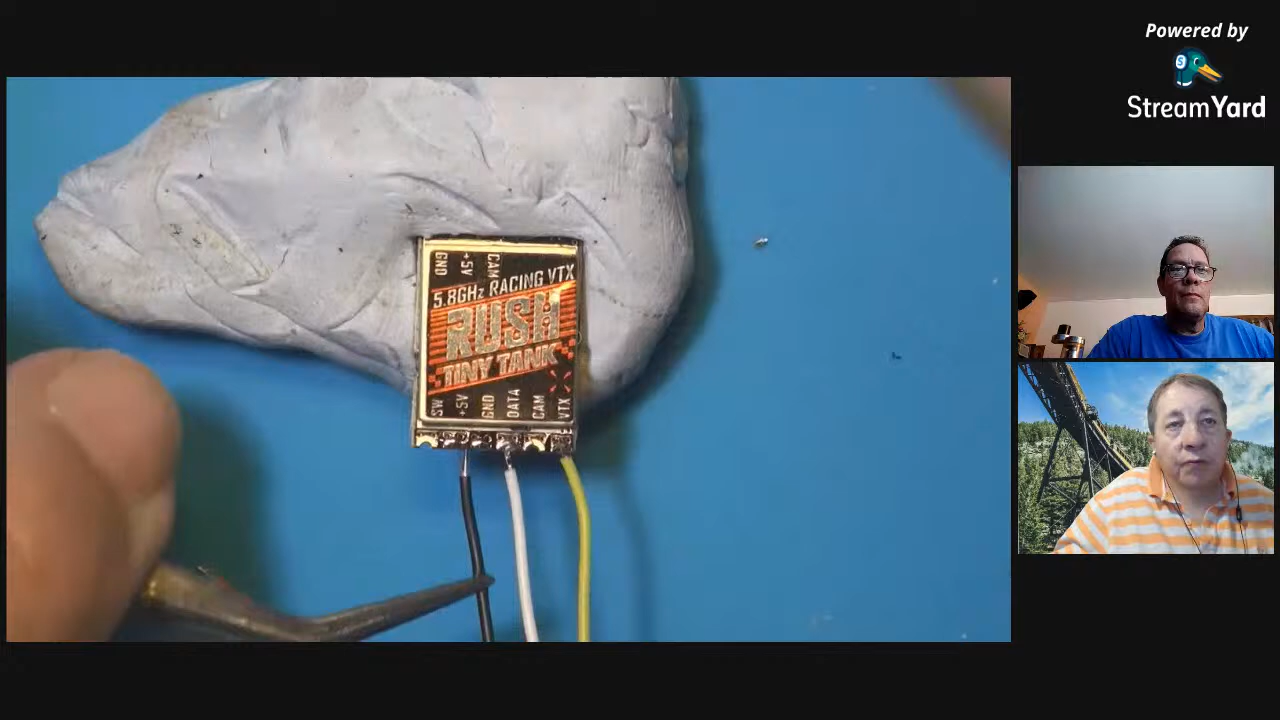 Powered by
StreamYard
GND
+5V
CAM
5.8GHz RACING VTX
RUSH
TINY TANK
SW
+5V
GND
DATA
CAM
VTX